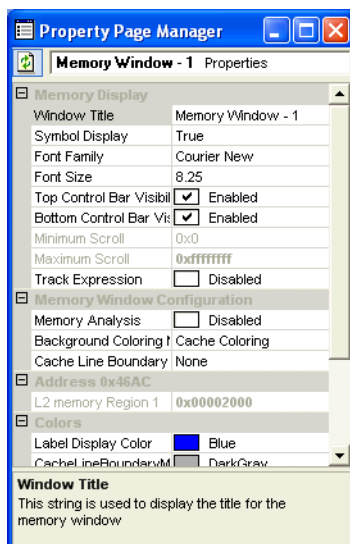 Property Page Manager
Memory Window - 1 Properties
Memory Display
Window Title Memory Window - 1
Symbol Display True
Font Family Courier New
Font Size 8.25
Top Control Bar Visibil Enabled
Bottom Control Bar Vis Enabled
Minimum Scroll 0x0
Maximum Scroll 0xffffffff
Track Expression Disabled
Memory Window Configuration
Memory Analysis Disabled
Background Coloring M Cache Coloring
Cache Line Boundary None
Address 0x46AC
L2 memory Region 1 0x00002000
Colors
Label Display Color Blue
CacheLineBoundaryM DarkGray
Window Title
This string is used to display the title for the
memory window